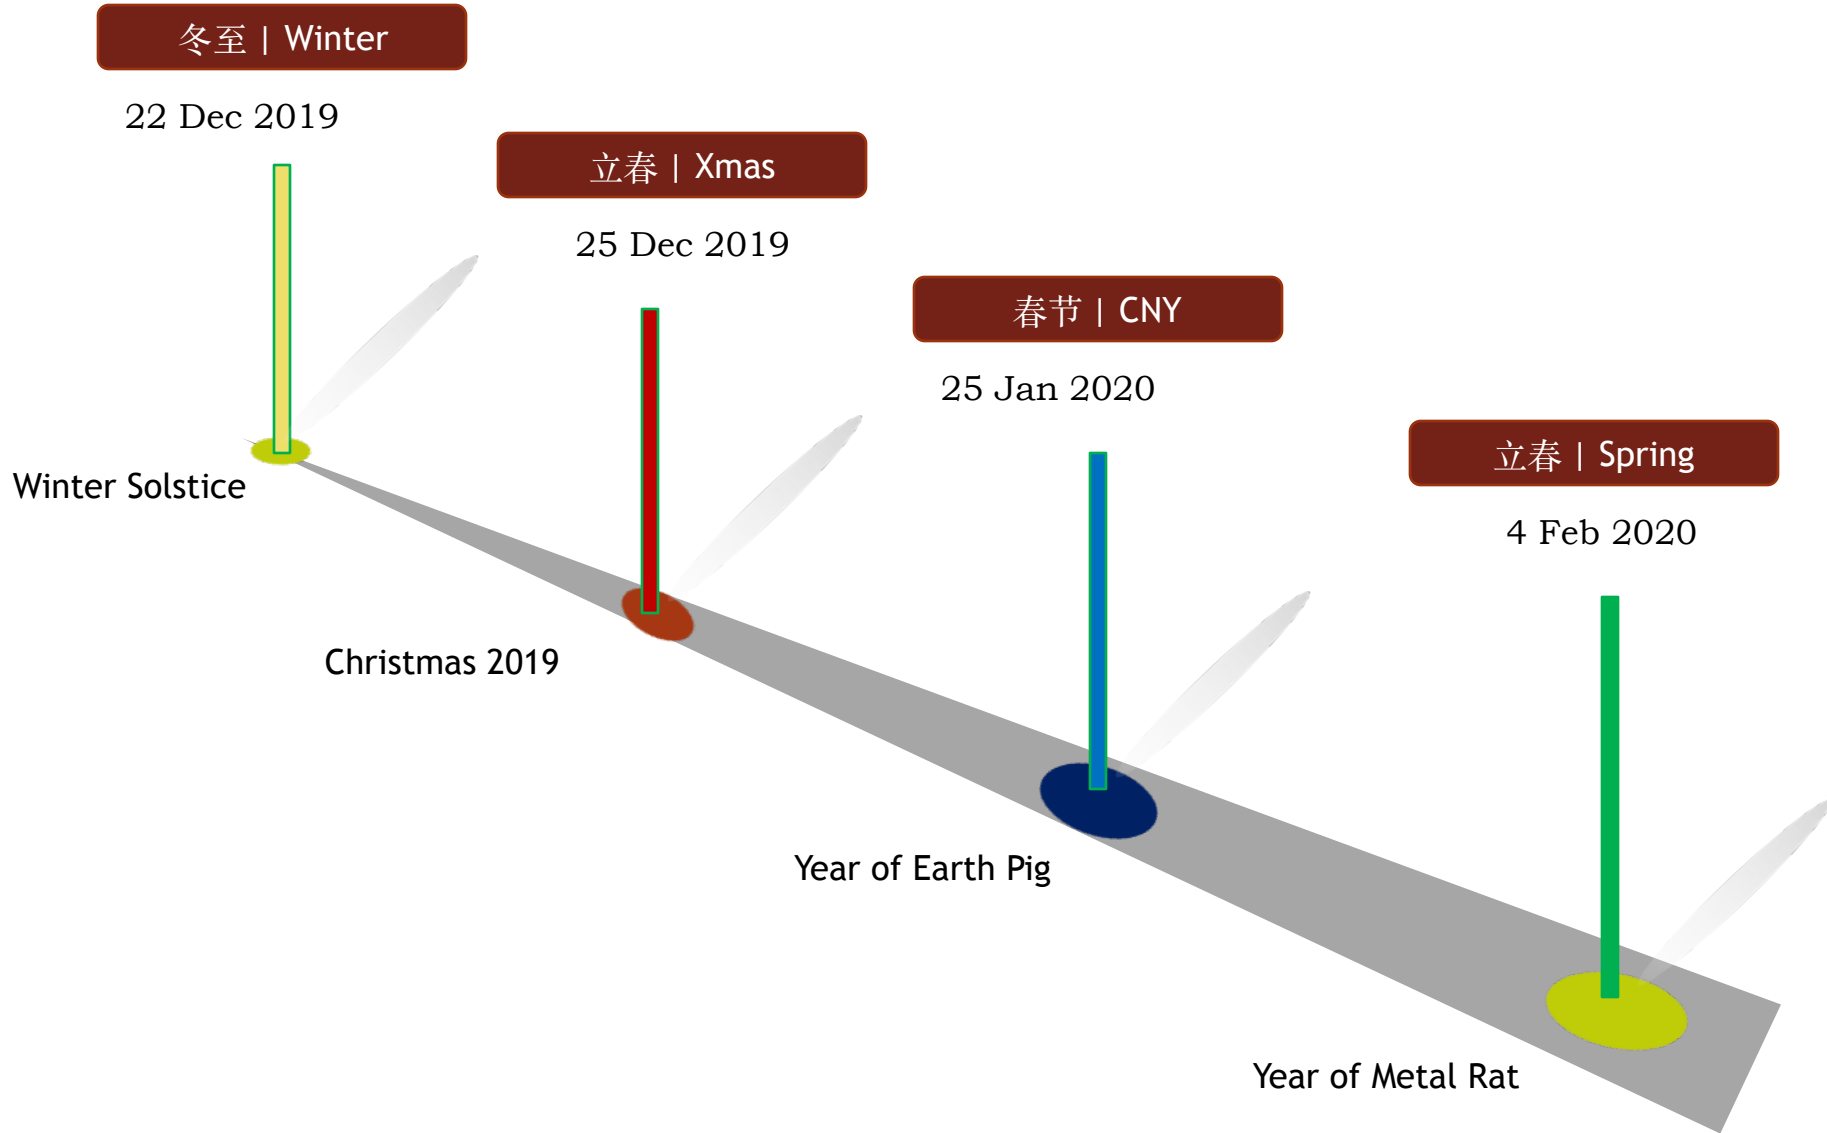 冬至 | Winter
22 Dec 2019
Winter Solstice
立春 | Xmas
25 Dec 2019
Christmas 2019
春节 | CNY
25 Jan 2020
Year of Earth Pig
立春 | Spring
4 Feb 2020
Year of Metal Rat